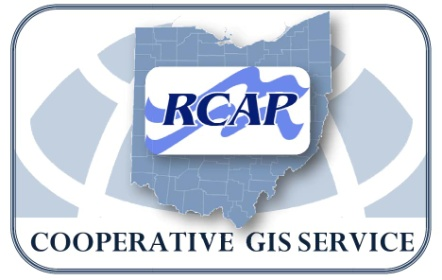 RCAP
COOPERATIVE GIS SERVICE